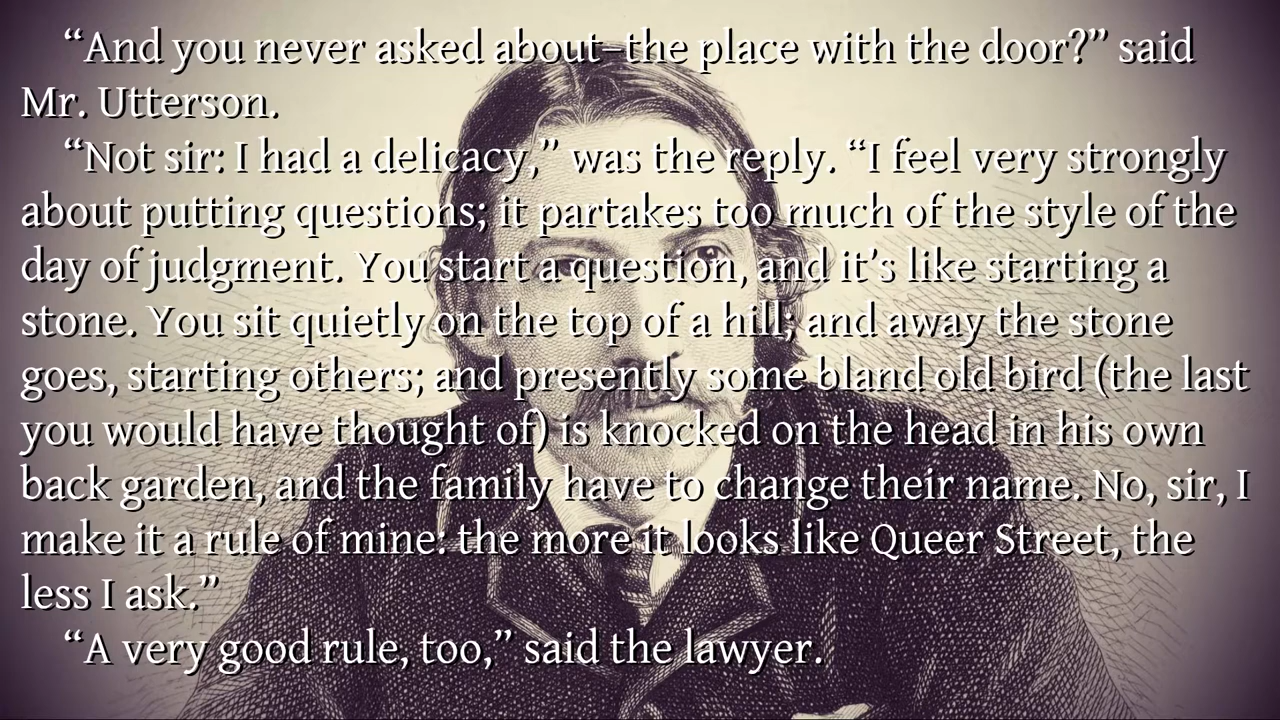 “And you never asked about–the place with the door?” said
Mr. Utterson.
“Not sir: I had a delicacy,” was the reply. “I feel very strongly
about putting questions; it partakes too much of the style of the
day of judgment. You start a question, and it’s like starting a
stone. You sit quietly on the top of a hill; and away the stone
goes, starting others; and presently some bland old bird (the last
you would have thought of) is knocked on the head in his own
back garden, and the family have to change their name. No, sir, I
make it a rule of mine: the more it looks like Queer Street, the
less I ask.”
“A very good rule, too,” said the lawyer.